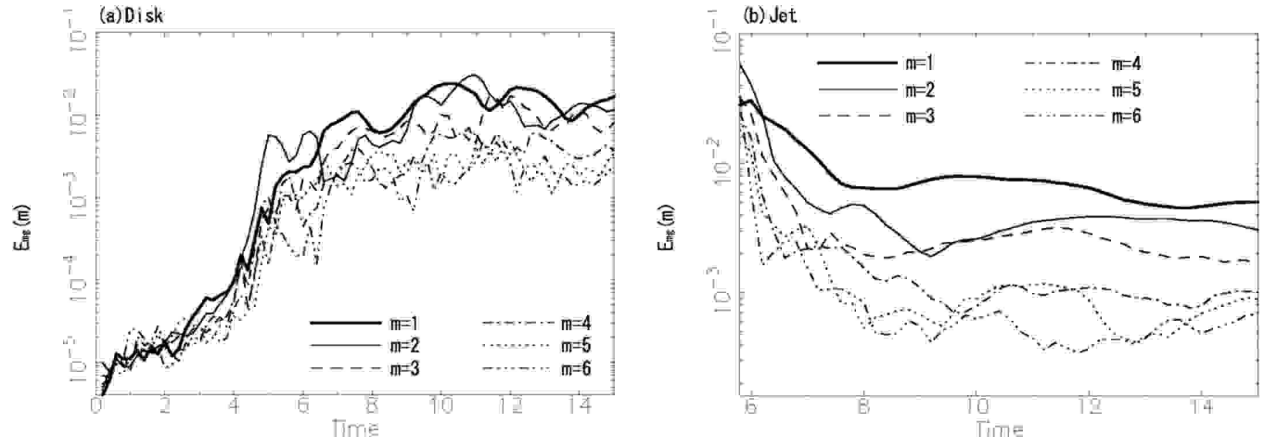 (a)Disk
10⁻¹
10⁻²
10⁻³
10⁻⁴
10⁻⁵
E_mg(m)
m=1
m=2
m=3
m=4
m=5
m=6
0 2 4 6 8 10 12 14
Time
(b)Jet
10⁻¹
10⁻²
10⁻³
E_mg(m)
m=1
m=2
m=3
m=4
m=5
m=6
6 8 10 12 14
Time